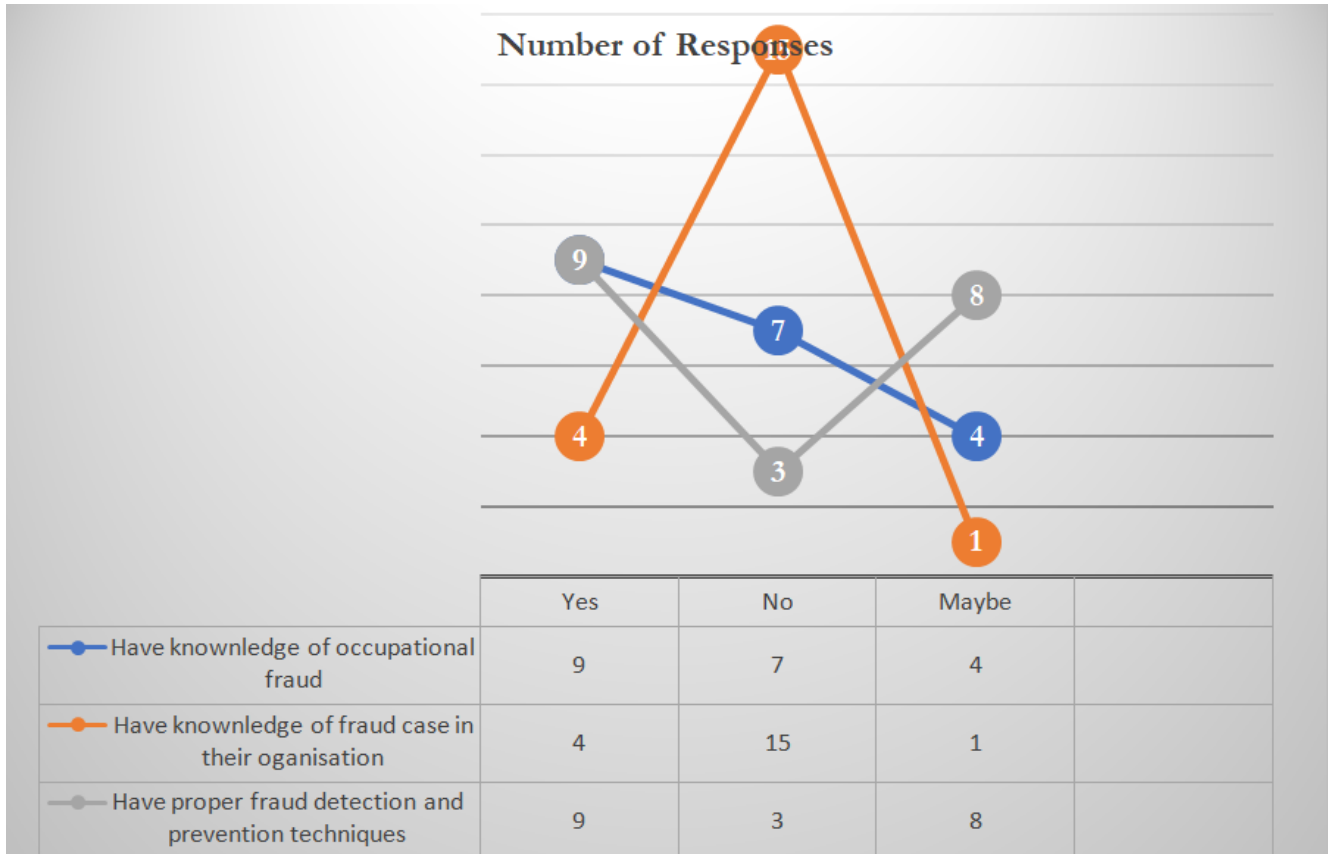 Number of Responses
15
9
8
7
4
4
3
1
Yes No Maybe
Have knownledge of occupational
fraud
9 7 4
Have knownledge of fraud case in
their oganisation
4 15 1
Have proper fraud detection and
prevention techniques
9 3 8